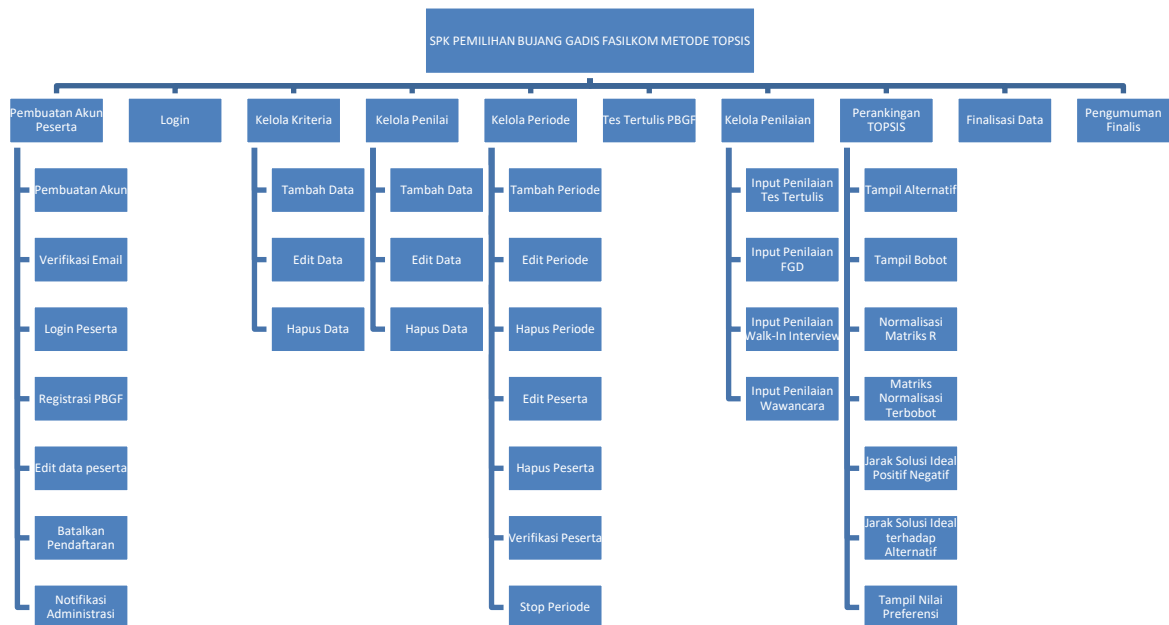 SPK PEMILIHAN BUJANG GADIS FASILKOM METODE TOPSIS
Pembuatan Akun
Peserta
Login
Kelola Kriteria
Kelola Penilai
Kelola Periode
Tes Tertulis PBGF
Kelola Penilaian
Perankingan
TOPSIS
Finalisasi Data
Pengumuman
Finalis
Pembuatan Akun
Verifikasi Email
Login Peserta
Registrasi PBGF
Edit data peserta
Batalkan
Pendaftaran
Notifikasi
Administrasi
Tambah Data
Edit Data
Hapus Data
Tambah Data
Edit Data
Hapus Data
Tambah Periode
Edit Periode
Hapus Periode
Edit Peserta
Hapus Peserta
Verifikasi Peserta
Stop Periode
Input Penilaian
Tes Tertulis
Input Penilaian
FGD
Input Penilaian
Walk-In Interview
Input Penilaian
Wawancara
Tampil Alternatif
Tampil Bobot
Normalisasi
Matriks R
Matriks
Normalisasi
Terbobot
Jarak Solusi Ideal
Positif Negatif
Jarak Solusi Ideal
terhadap
Alternatif
Tampil Nilai
Preferensi